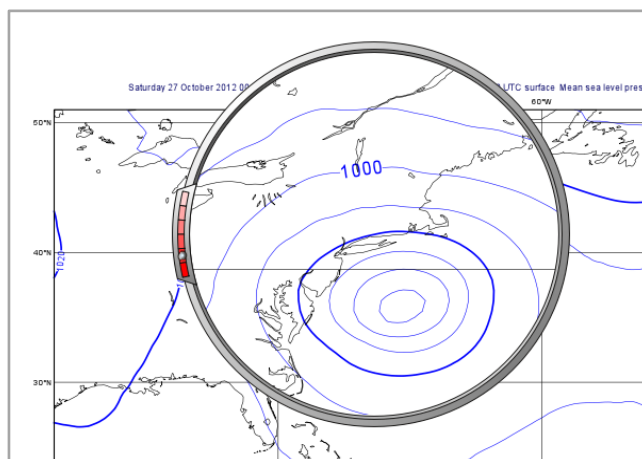 Saturday 27 October 2012 00 UTC surface Mean sea level pres
60°W
50°N
1000
40°N
1020
30°N